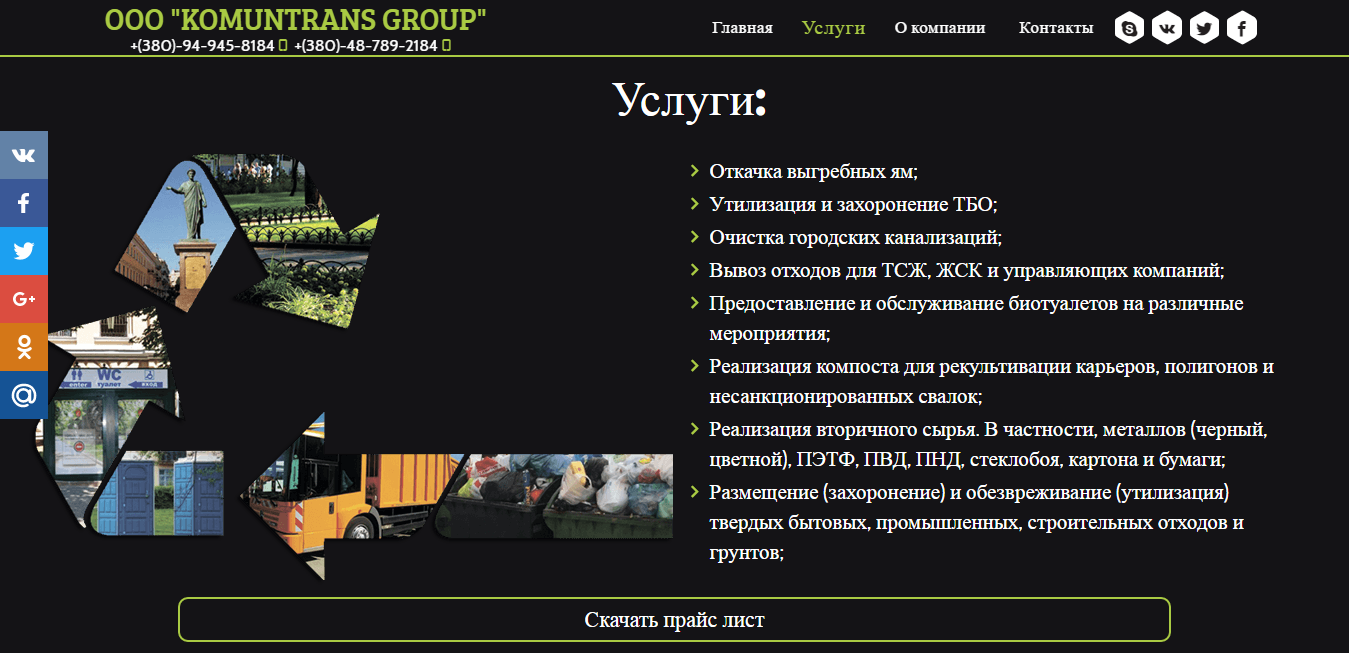 ООО "KOMUNTRANS GROUP"
+(380)-94-945-8184 +(380)-48-789-2184
Главная Услуги О компании Контакты
Услуги:
Откачка выгребных ям;
Утилизация и захоронение ТБО;
Очистка городских канализаций;
Вывоз отходов для ТСЖ, ЖСК и управляющих компаний;
Предоставление и обслуживание биотуалетов на различные
мероприятия;
Реализация компоста для рекультивации карьеров, полигонов и
несанкционированных свалок;
Реализация вторичного сырья. В частности, металлов (черный,
цветной), ПЭТФ, ПВД, ПНД, стеклобоя, картона и бумаги;
Размещение (захоронение) и обезвреживание (утилизация)
твердых бытовых, промышленных, строительных отходов и
грунтов;
WC
enter туалет вход
Скачать прайс лист